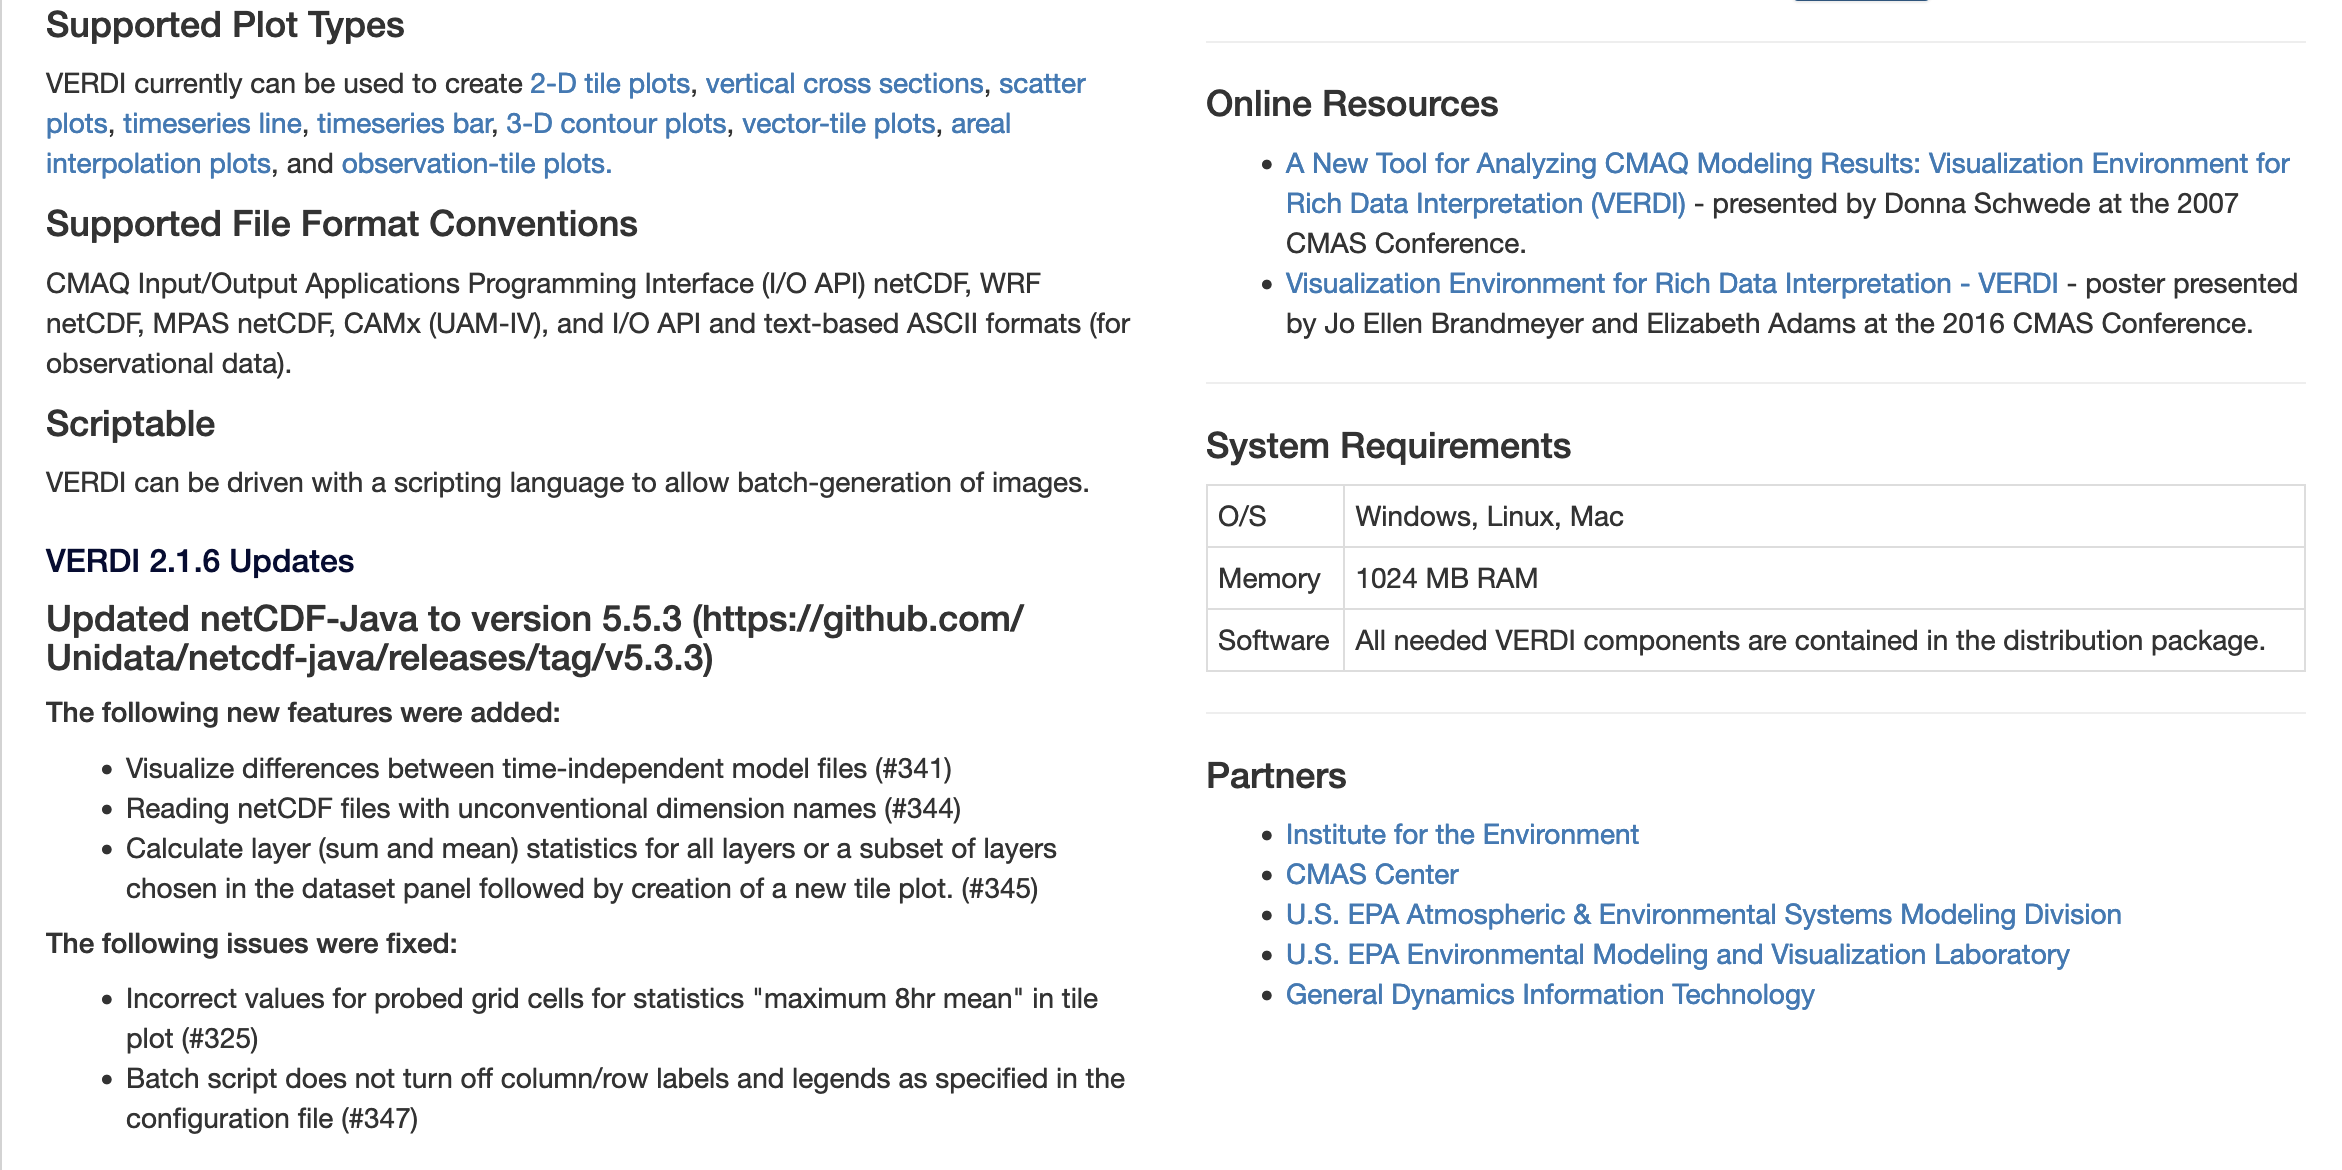 Supported Plot Types
VERDI currently can be used to create 2-D tile plots, vertical cross sections, scatter
plots, timeseries line, timeseries bar, 3-D contour plots, vector-tile plots, areal
interpolation plots, and observation-tile plots.
Supported File Format Conventions
CMAQ Input/Output Applications Programming Interface (I/O API) netCDF, WRF
netCDF, MPAS netCDF, CAMx (UAM-IV), and I/O API and text-based ASCII formats (for
observational data).
Scriptable
VERDI can be driven with a scripting language to allow batch-generation of images.
VERDI 2.1.6 Updates
Updated netCDF-Java to version 5.5.3 (https://github.com/
Unidata/netcdf-java/releases/tag/v5.3.3)
The following new features were added:
• Visualize differences between time-independent model files (#341)
• Reading netCDF files with unconventional dimension names (#344)
• Calculate layer (sum and mean) statistics for all layers or a subset of layers
chosen in the dataset panel followed by creation of a new tile plot. (#345)
The following issues were fixed:
• Incorrect values for probed grid cells for statistics "maximum 8hr mean" in tile
plot (#325)
• Batch script does not turn off column/row labels and legends as specified in the
configuration file (#347)
Online Resources
• A New Tool for Analyzing CMAQ Modeling Results: Visualization Environment for
Rich Data Interpretation (VERDI) - presented by Donna Schwede at the 2007
CMAS Conference.
• Visualization Environment for Rich Data Interpretation - VERDI - poster presented
by Jo Ellen Brandmeyer and Elizabeth Adams at the 2016 CMAS Conference.
System Requirements
O/S Windows, Linux, Mac
Memory 1024 MB RAM
Software All needed VERDI components are contained in the distribution package.
Partners
• Institute for the Environment
• CMAS Center
• U.S. EPA Atmospheric & Environmental Systems Modeling Division
• U.S. EPA Environmental Modeling and Visualization Laboratory
• General Dynamics Information Technology